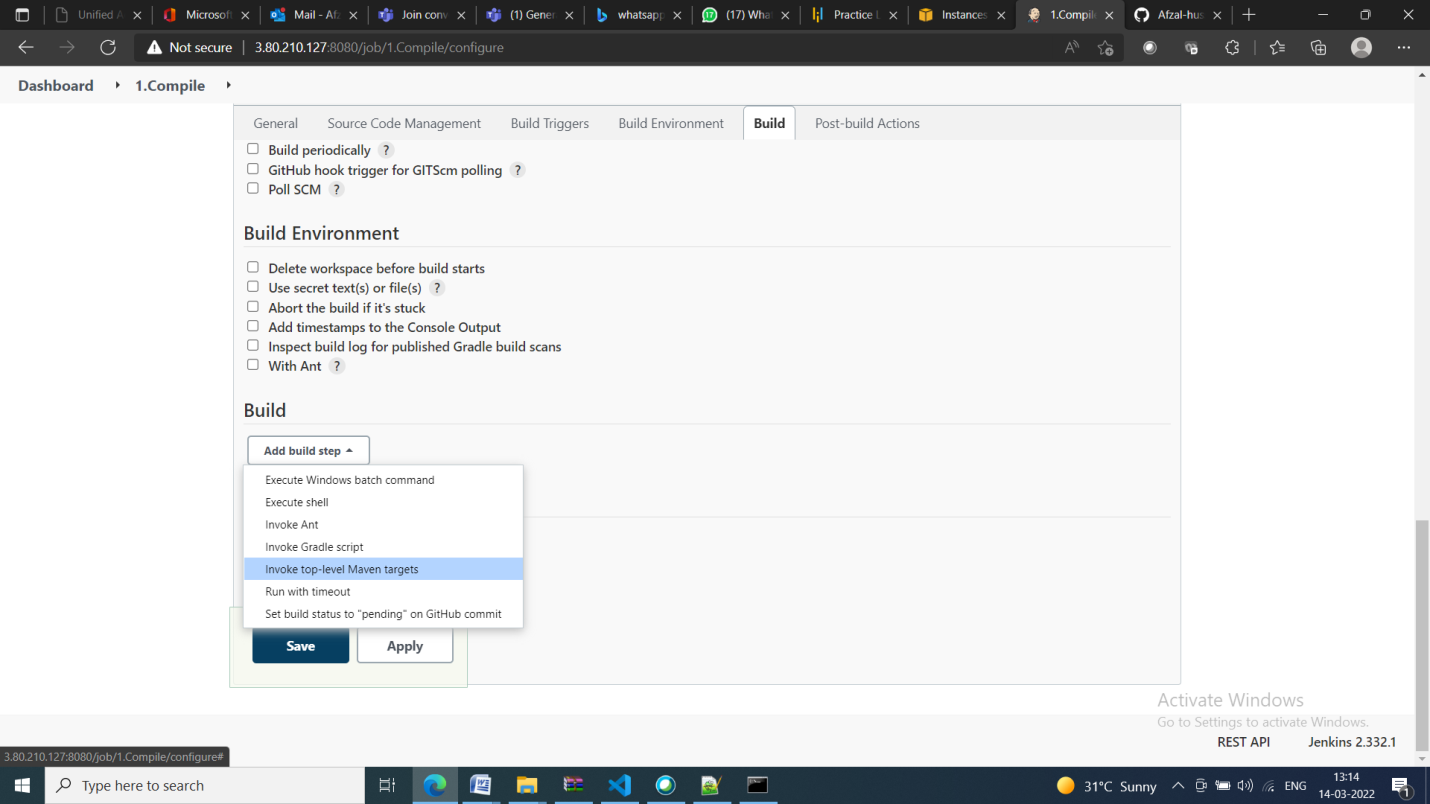 Unified A
Microsoft
Mail - Afz
Join conv
(1) Gener
whatsapp
(17) Wha
Practice L
Instances
1.Compile
Afzal-hus
Not secure
3.80.210.127:8080/job/1.Compile/configure
Dashboard
1.Compile
General
Source Code Management
Build Triggers
Build Environment
Build
Post-build Actions
Build periodically ?
GitHub hook trigger for GITScm polling ?
Poll SCM ?
Build Environment
Delete workspace before build starts
Use secret text(s) or file(s) ?
Abort the build if it's stuck
Add timestamps to the Console Output
Inspect build log for published Gradle build scans
With Ant ?
Build
Add build step
Execute Windows batch command
Execute shell
Invoke Ant
Invoke Gradle script
Invoke top-level Maven targets
Run with timeout
Set build status to "pending" on GitHub commit
Save
Apply
Activate Windows
Go to Settings to activate Windows.
REST API
Jenkins 2.332.1
3.80.210.127:8080/job/1.Compile/configure#
Type here to search
31°C Sunny
ENG
13:14
14-03-2022
1